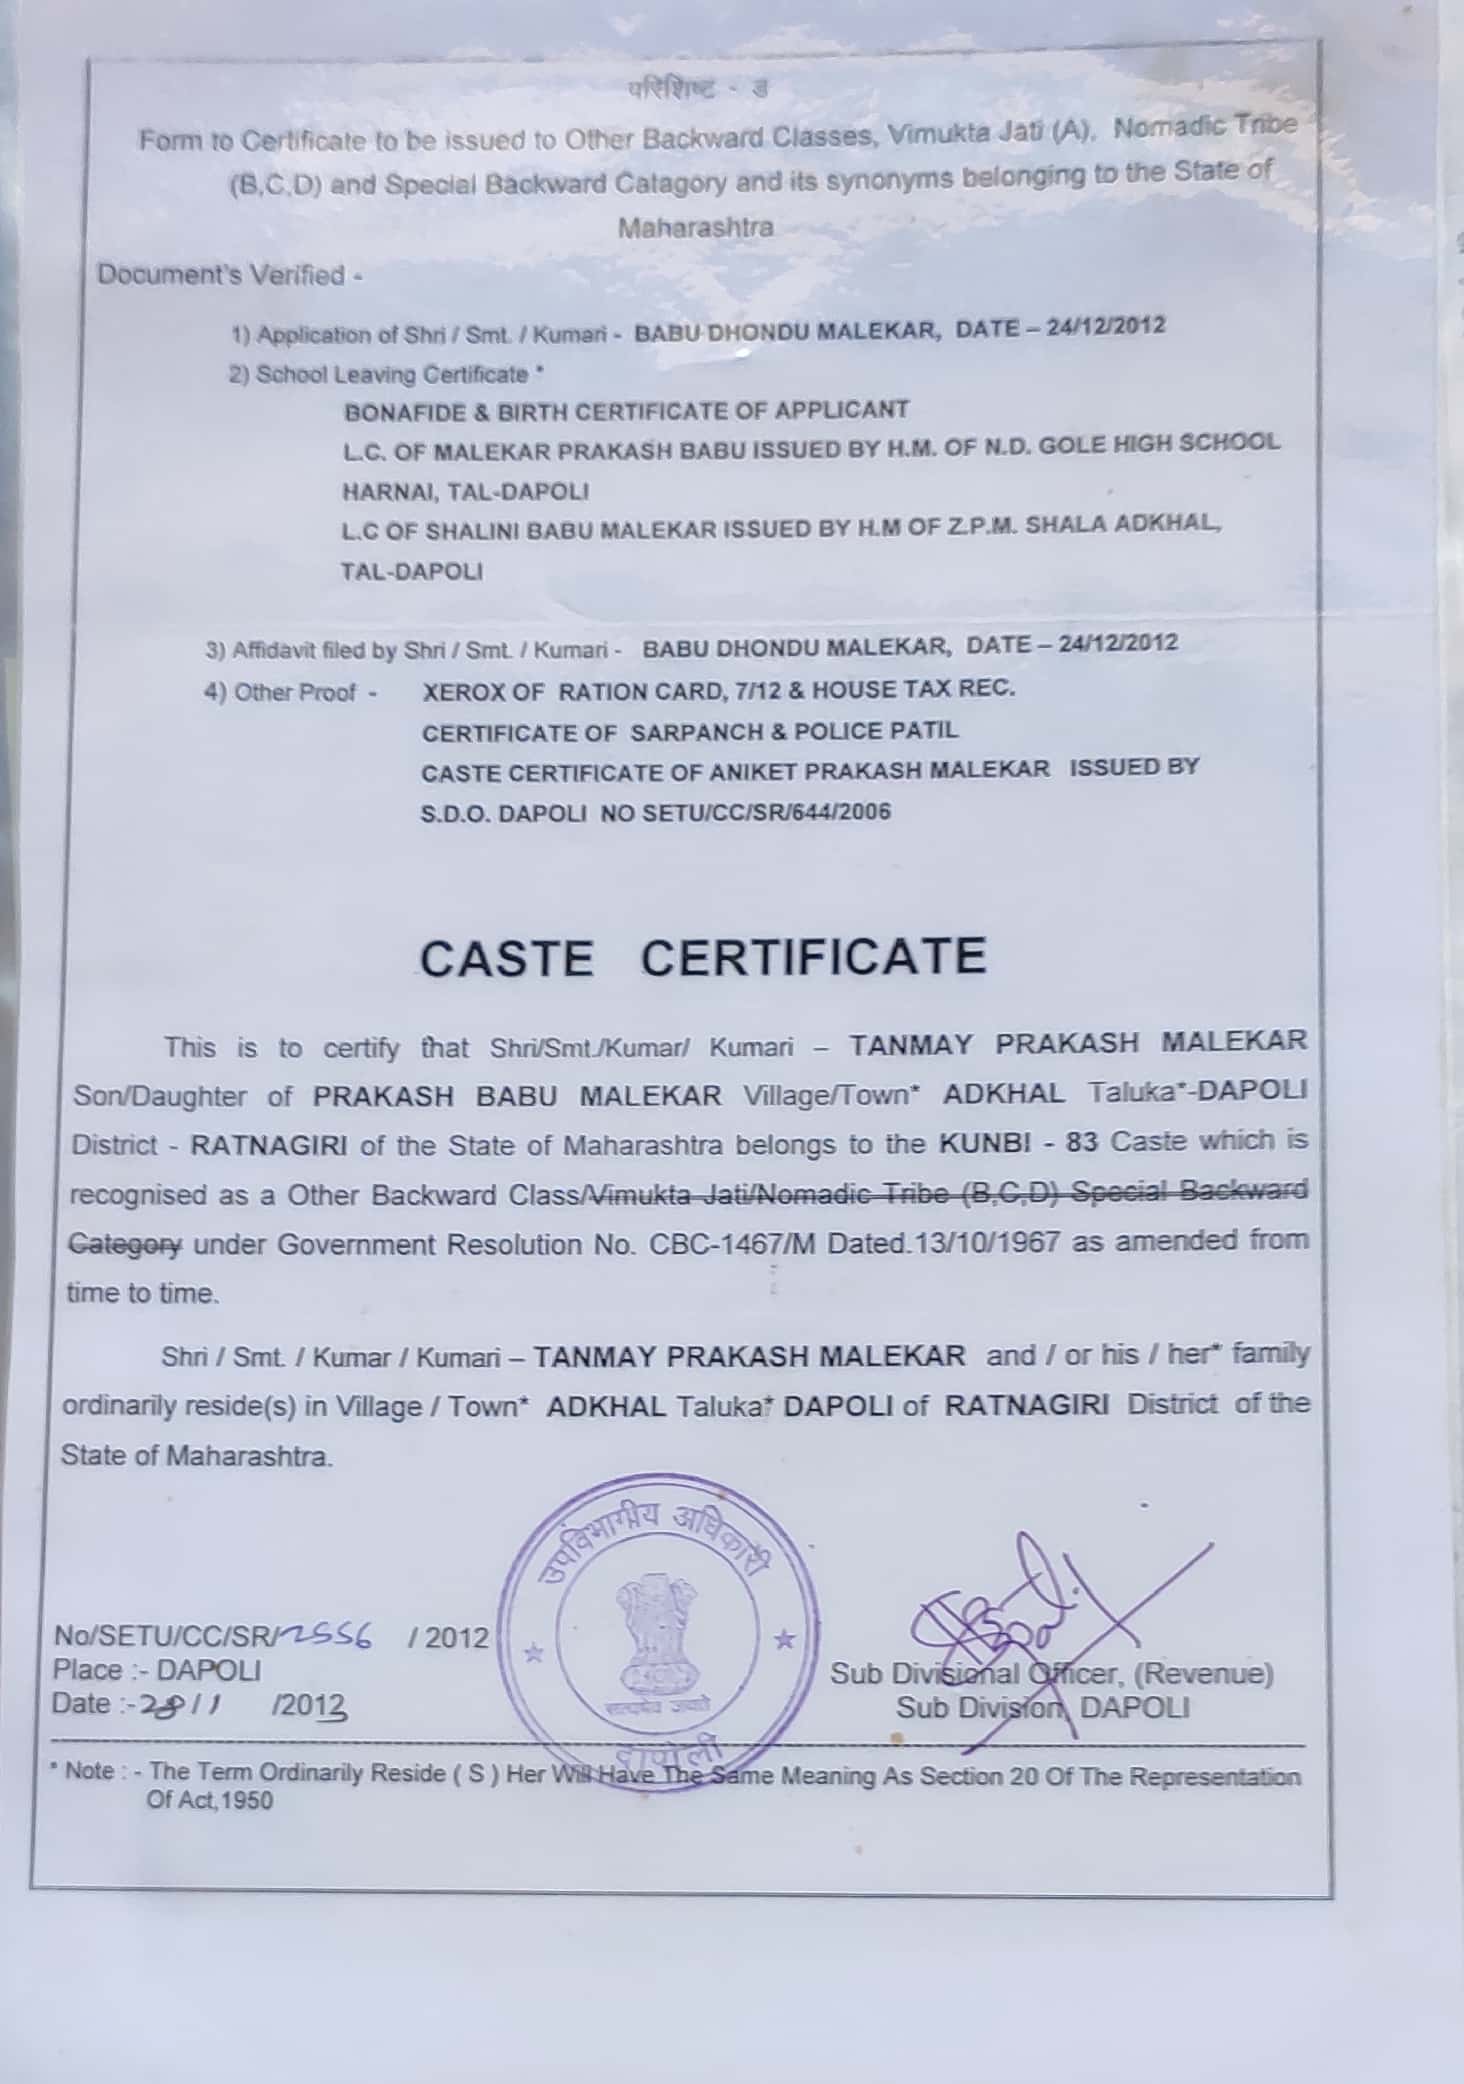 परिशिष्ट - ड
Form to Certificate to be issued to Other Backward Classes, Vimukta Jati (A), Nomadic Tribe
(B,C,D) and Special Backward Catagory and its synonyms belonging to the State of
Maharashtra
Document's Verified -
1) Application of Shri / Smt. / Kumari - BABU DHONDU MALEKAR, DATE – 24/12/2012
2) School Leaving Certificate *
BONAFIDE & BIRTH CERTIFICATE OF APPLICANT
L.C. OF MALEKAR PRAKASH BABU ISSUED BY H.M. OF N.D. GOLE HIGH SCHOOL
HARNAI, TAL-DAPOLI
L.C OF SHALINI BABU MALEKAR ISSUED BY H.M OF Z.P.M. SHALA ADKHAL,
TAL-DAPOLI
3) Affidavit filed by Shri / Smt. / Kumari - BABU DHONDU MALEKAR, DATE – 24/12/2012
4) Other Proof - XEROX OF RATION CARD, 7/12 & HOUSE TAX REC.
CERTIFICATE OF SARPANCH & POLICE PATIL
CASTE CERTIFICATE OF ANIKET PRAKASH MALEKAR ISSUED BY
S.D.O. DAPOLI NO SETU/CC/SR/644/2006
CASTE CERTIFICATE
This is to certify that Shri/Smt./Kumar/ Kumari – TANMAY PRAKASH MALEKAR
Son/Daughter of PRAKASH BABU MALEKAR Village/Town* ADKHAL Taluka*-DAPOLI
District - RATNAGIRI of the State of Maharashtra belongs to the KUNBI - 83 Caste which is
recognised as a Other Backward Class/Vimukta Jati/Nomadic Tribe (B,C,D) Special Backward
Category under Government Resolution No. CBC-1467/M Dated.13/10/1967 as amended from
time to time.
Shri / Smt. / Kumar / Kumari – TANMAY PRAKASH MALEKAR and / or his / her* family
ordinarily reside(s) in Village / Town* ADKHAL Taluka* DAPOLI of RATNAGIRI District of the
State of Maharashtra.
उपविभागीय अधिकारी
सत्यमेव जयते
दापोली
No/SETU/CC/SR/2556 / 2012
Place :- DAPOLI
Date :-28/1 /2013
Sub Divisional Officer, (Revenue)
Sub Division, DAPOLI
* Note : - The Term Ordinarily Reside ( S ) Her Will Have The Same Meaning As Section 20 Of The Representation
Of Act,1950